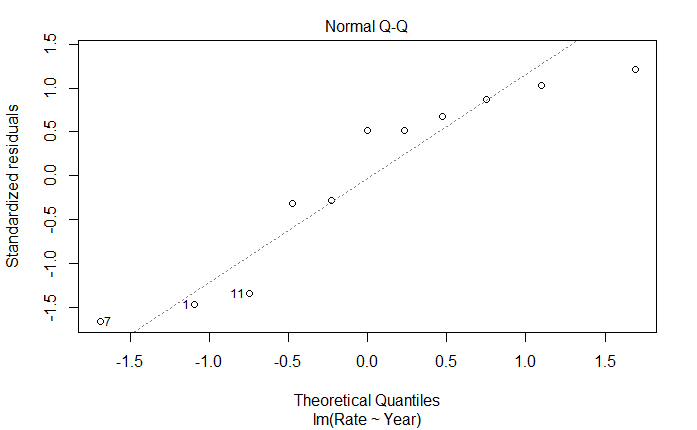 Normal Q-Q
Standardized residuals
1.5
1.0
0.5
0.0
-0.5
-1.0
-1.5
7
1
11
-1.5 -1.0 -0.5 0.0 0.5 1.0 1.5
Theoretical Quantiles
lm(Rate ~ Year)